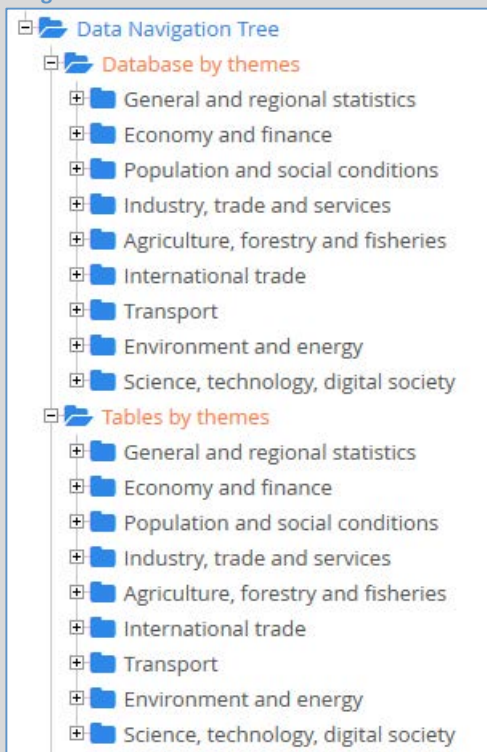 Data Navigation Tree
Database by themes
General and regional statistics
Economy and finance
Population and social conditions
Industry, trade and services
Agriculture, forestry and fisheries
International trade
Transport
Environment and energy
Science, technology, digital society
Tables by themes
General and regional statistics
Economy and finance
Population and social conditions
Industry, trade and services
Agriculture, forestry and fisheries
International trade
Transport
Environment and energy
Science, technology, digital society